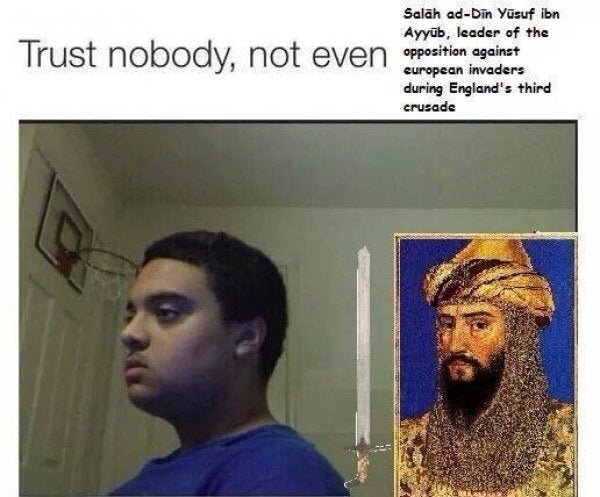 Trust nobody, not even
Salāh ad-Dīn Yūsuf ibn
Ayyūb, leader of the
opposition against
european invaders
during England's third
crusade